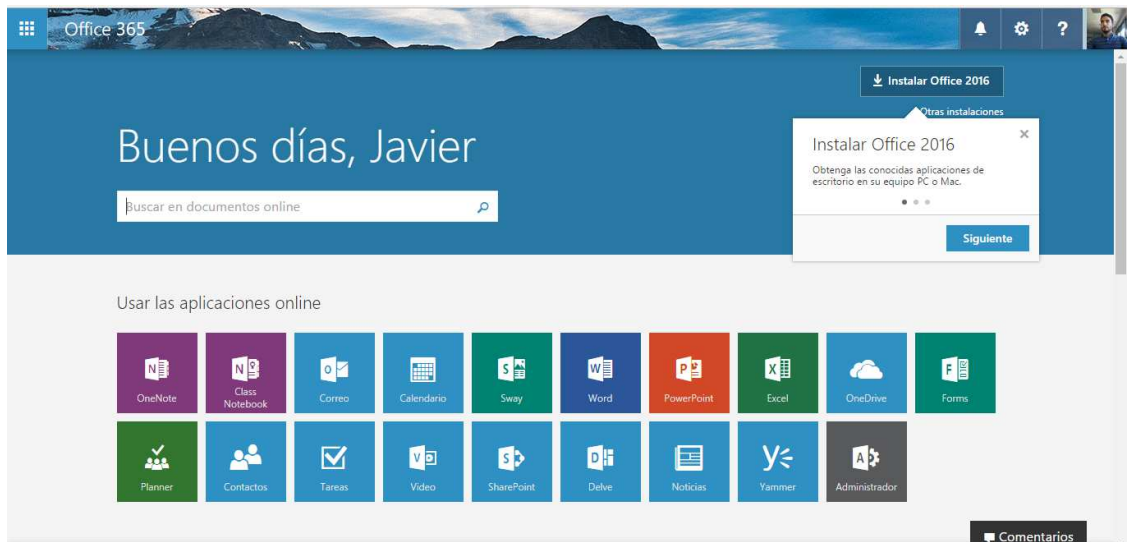 Office 365
?
Instalar Office 2016
Otras instalaciones
Buenos días, Javier
Buscar en documentos online
Instalar Office 2016
Obtenga las conocidas aplicaciones de
escritorio en su equipo PC o Mac.
Siguiente
Usar las aplicaciones online
OneNote
Class
Notebook
Correo
Calendario
Sway
Word
PowerPoint
Excel
OneDrive
Forms
Planner
Contactos
Tareas
Video
SharePoint
Delve
Noticias
Yammer
Administrador
Comentarios